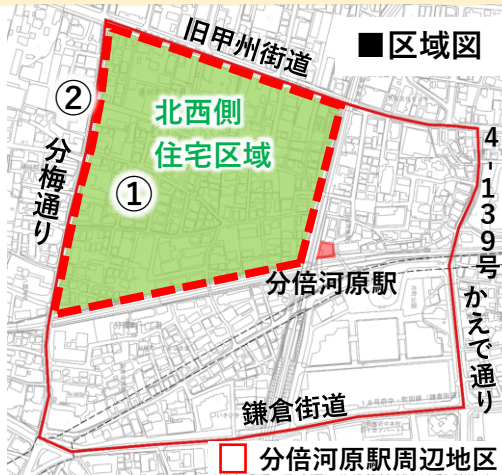 ■区域図
旧甲州街道
②
北西側
住宅区域
①
分梅通り
4-139号 かえで通り
分倍河原駅
鎌倉街道
分倍河原駅周辺地区